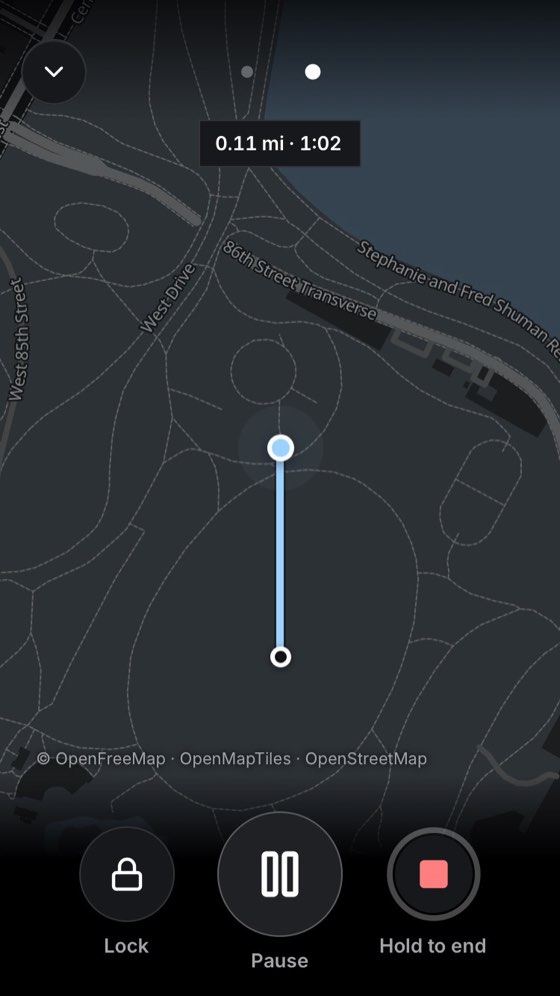 0.11 mi · 1:02
86th Street Transverse
Stephanie and Fred Shuman
West Drive
West 85th Street
© OpenFreeMap · OpenMapTiles · OpenStreetMap
Lock
Pause
Hold to end